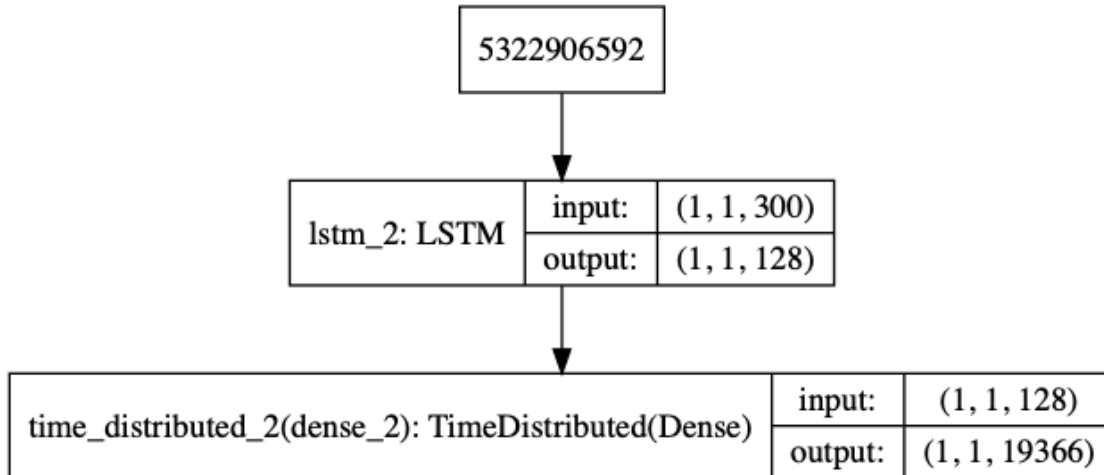 5322906592
lstm_2: LSTM
input:
(1, 1, 300)
output:
(1, 1, 128)
time_distributed_2(dense_2): TimeDistributed(Dense)
input:
(1, 1, 128)
output:
(1, 1, 19366)